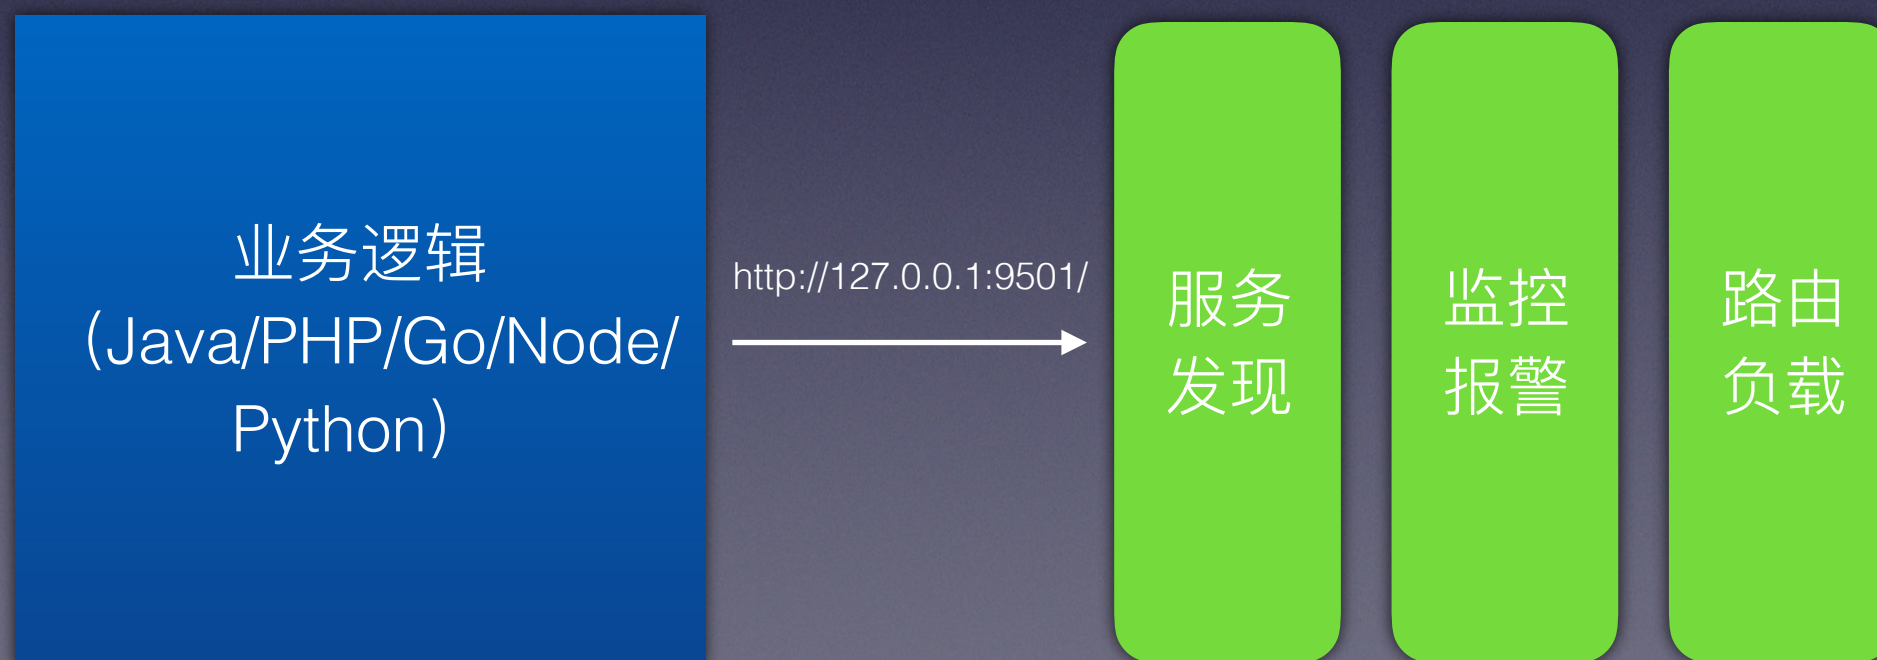 业务逻辑
（Java/PHP/Go/Node/
Python）
http://127.0.0.1:9501/
服务
发现
监控
报警
路由
负载